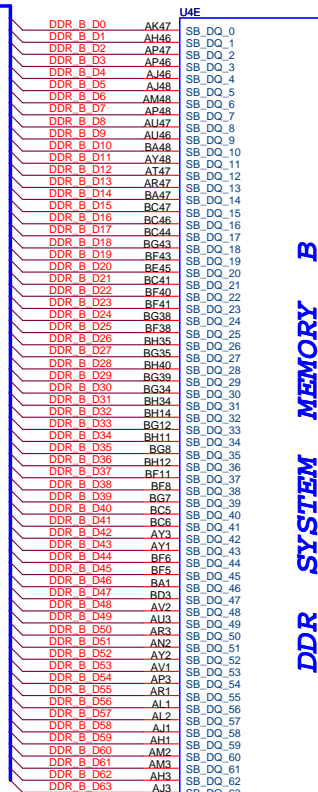 U4E
DDR_B_D0 AK47 SB_DQ_0
DDR_B_D1 AH46 SB_DQ_1
DDR_B_D2 AP47 SB_DQ_2
DDR_B_D3 AP46 SB_DQ_3
DDR_B_D4 AJ46 SB_DQ_4
DDR_B_D5 AJ48 SB_DQ_5
DDR_B_D6 AM48 SB_DQ_6
DDR_B_D7 AP48 SB_DQ_7
DDR_B_D8 AU47 SB_DQ_8
DDR_B_D9 AU46 SB_DQ_9
DDR_B_D10 BA48 SB_DQ_10
DDR_B_D11 AY48 SB_DQ_11
DDR_B_D12 AT47 SB_DQ_12
DDR_B_D13 AR47 SB_DQ_13
DDR_B_D14 BA47 SB_DQ_14
DDR_B_D15 BC47 SB_DQ_15
DDR_B_D16 BC46 SB_DQ_16
DDR_B_D17 BC44 SB_DQ_17
DDR_B_D18 BG43 SB_DQ_18
DDR_B_D19 BF43 SB_DQ_19
DDR_B_D20 BE45 SB_DQ_20
DDR_B_D21 BC41 SB_DQ_21
DDR_B_D22 BF40 SB_DQ_22
DDR_B_D23 BF41 SB_DQ_23
DDR_B_D24 BG38 SB_DQ_24
DDR_B_D25 BF38 SB_DQ_25
DDR_B_D26 BH35 SB_DQ_26
DDR_B_D27 BG35 SB_DQ_27
DDR_B_D28 BH40 SB_DQ_28
DDR_B_D29 BG39 SB_DQ_29
DDR_B_D30 BG34 SB_DQ_30
DDR_B_D31 BH34 SB_DQ_31
DDR_B_D32 BH14 SB_DQ_32
DDR_B_D33 BG12 SB_DQ_33
DDR_B_D34 BH11 SB_DQ_34
DDR_B_D35 BG8 SB_DQ_35
DDR_B_D36 BH12 SB_DQ_36
DDR_B_D37 BF11 SB_DQ_37
DDR_B_D38 BF8 SB_DQ_38
DDR_B_D39 BG7 SB_DQ_39
DDR_B_D40 BC5 SB_DQ_40
DDR_B_D41 BC6 SB_DQ_41
DDR_B_D42 AY3 SB_DQ_42
DDR_B_D43 AY1 SB_DQ_43
DDR_B_D44 BF6 SB_DQ_44
DDR_B_D45 BF5 SB_DQ_45
DDR_B_D46 BA1 SB_DQ_46
DDR_B_D47 BD3 SB_DQ_47
DDR_B_D48 AV2 SB_DQ_48
DDR_B_D49 AU3 SB_DQ_49
DDR_B_D50 AR3 SB_DQ_50
DDR_B_D51 AN2 SB_DQ_51
DDR_B_D52 AY2 SB_DQ_52
DDR_B_D53 AV1 SB_DQ_53
DDR_B_D54 AP3 SB_DQ_54
DDR_B_D55 AR1 SB_DQ_55
DDR_B_D56 AL1 SB_DQ_56
DDR_B_D57 AL2 SB_DQ_57
DDR_B_D58 AJ1 SB_DQ_58
DDR_B_D59 AH1 SB_DQ_59
DDR_B_D60 AM2 SB_DQ_60
DDR_B_D61 AM3 SB_DQ_61
DDR_B_D62 AH3 SB_DQ_62
DDR_B_D63 AJ3
DDR SYSTEM MEMORY B